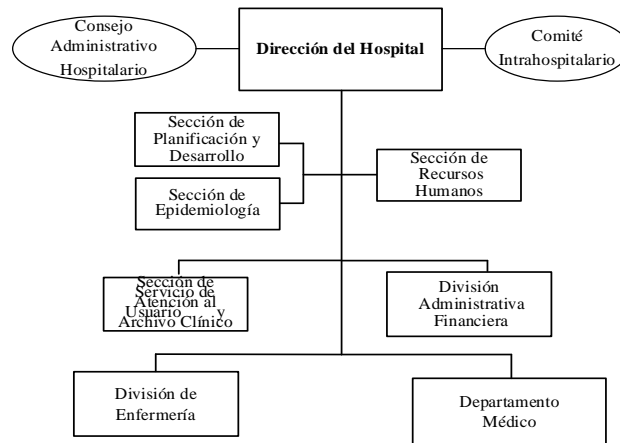 Consejo
Administrativo
Hospitalario
Dirección del Hospital
Comité
Intrahospitalario
Sección de
Planificación y
Desarrollo
Sección de
Recursos
Humanos
Sección de
Epidemiología
Sección de
Servicio de
Atención al
Usuario y
Archivo Clínico
División
Administrativa
Financiera
División de
Enfermería
Departamento
Médico